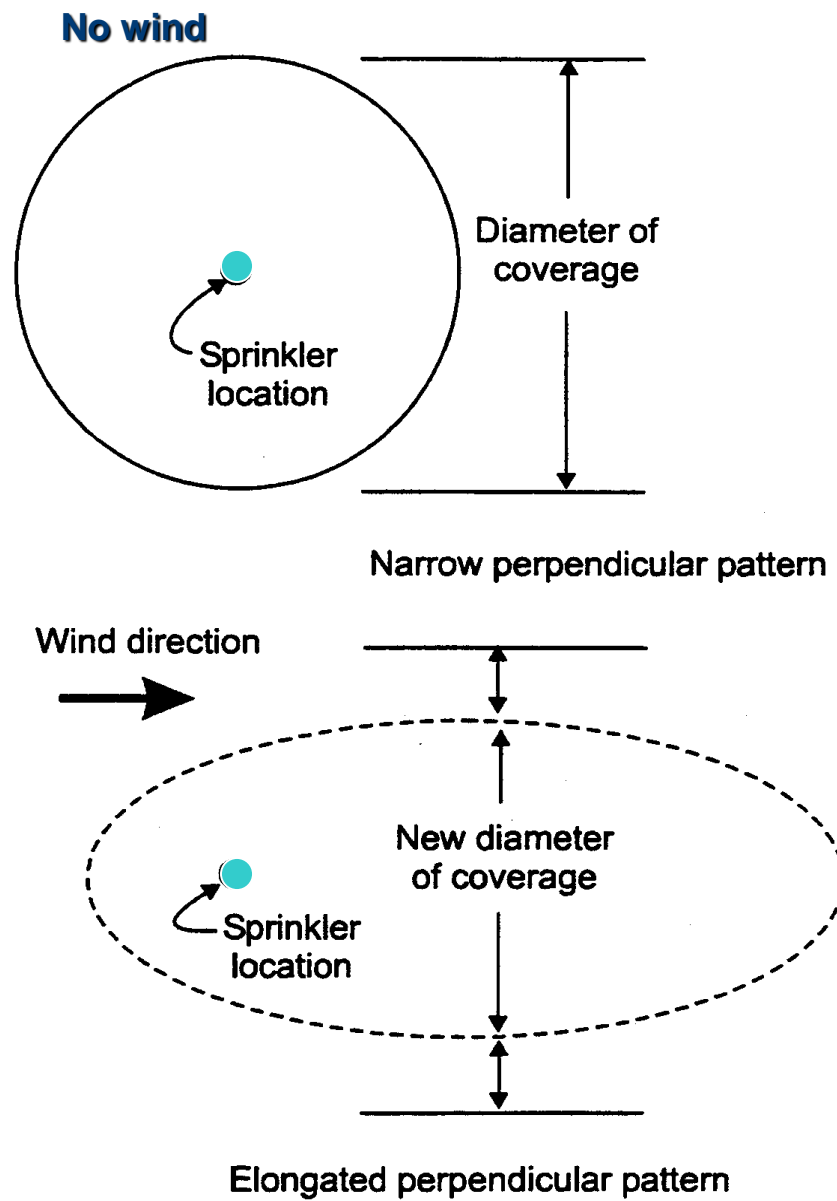 No wind
Diameter of
coverage
Sprinkler
location
Narrow perpendicular pattern
Wind direction
New diameter
of coverage
Sprinkler
location
Elongated perpendicular pattern